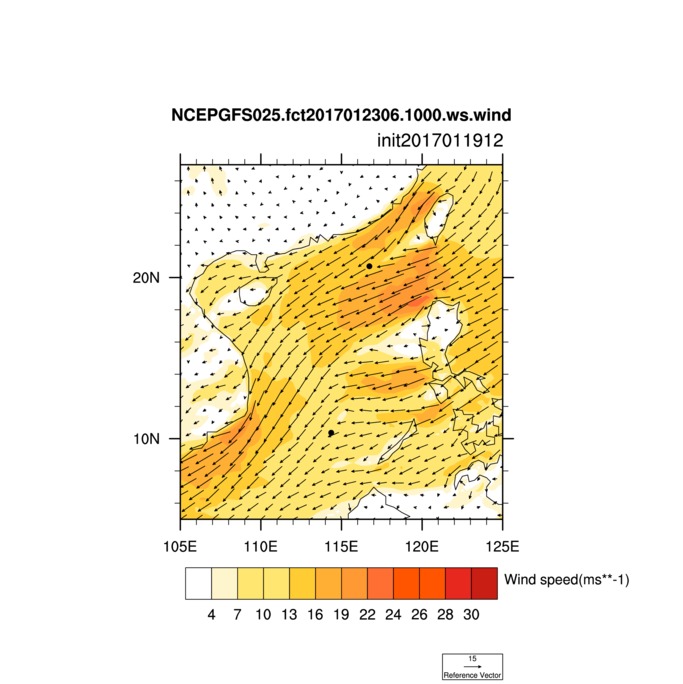 NCEPGFS025.fct2017012306.1000.ws.wind
init2017011912
20N
10N
105E 110E 115E 120E 125E
Wind speed(ms**-1)
4 7 10 13 16 19 22 24 26 28 30
15
Reference Vector